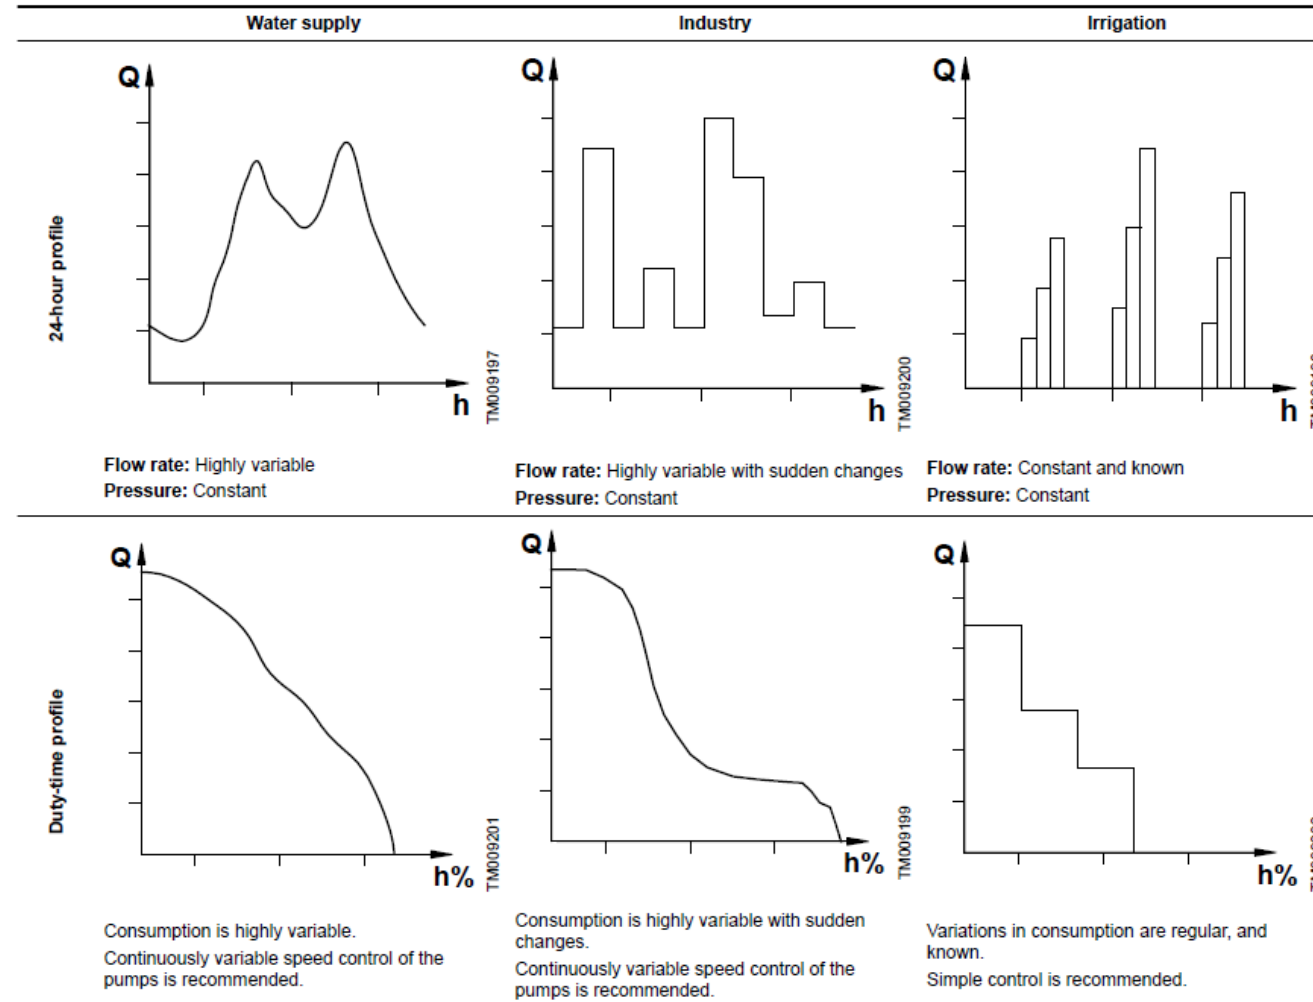 Water supply
Industry
Irrigation
24-hour profile
Q
h
TM009197
Q
h
TM009200
Q
h
Flow rate: Highly variable
Pressure: Constant
Flow rate: Highly variable with sudden changes
Pressure: Constant
Flow rate: Constant and known
Pressure: Constant
Duty-time profile
Q
h%
TM009201
Q
h%
TM009199
Q
h%
Consumption is highly variable.
Continuously variable speed control of the
pumps is recommended.
Consumption is highly variable with sudden
changes.
Continuously variable speed control of the
pumps is recommended.
Variations in consumption are regular, and
known.
Simple control is recommended.